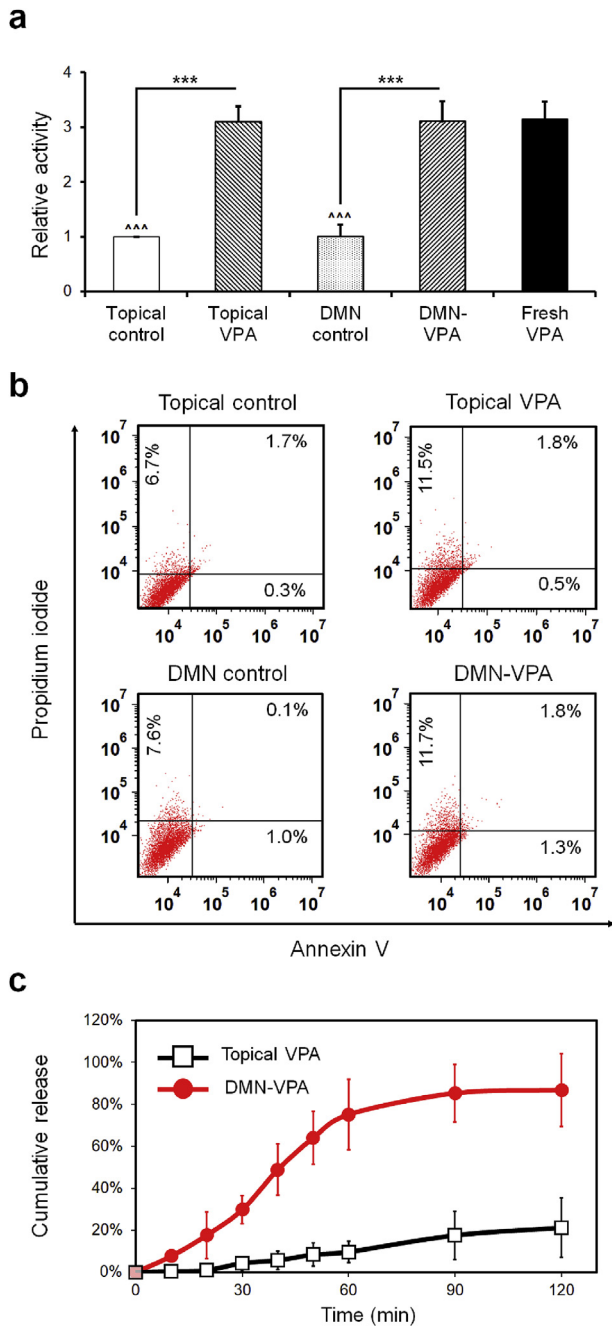 a
Relative activity
4
3
2
1
0
***
***
^^^
^^^
Topical control
Topical VPA
DMN control
DMN-VPA
Fresh VPA
b
Propidium iodide
Topical control
10^7
10^6
10^5
10^4
6.7%
1.7%
0.3%
10^4 10^5 10^6 10^7
Topical VPA
10^7
10^6
10^5
10^4
11.5%
1.8%
0.5%
10^4 10^5 10^6 10^7
DMN control
10^7
10^6
10^5
10^4
7.6%
0.1%
1.0%
10^4 10^5 10^6 10^7
DMN-VPA
10^7
10^6
10^5
10^4
11.7%
1.8%
1.3%
10^4 10^5 10^6 10^7
Annexin V
c
Cumulative release
120%
100%
80%
60%
40%
20%
0%
Topical VPA
DMN-VPA
0 30 60 90 120
Time (min)